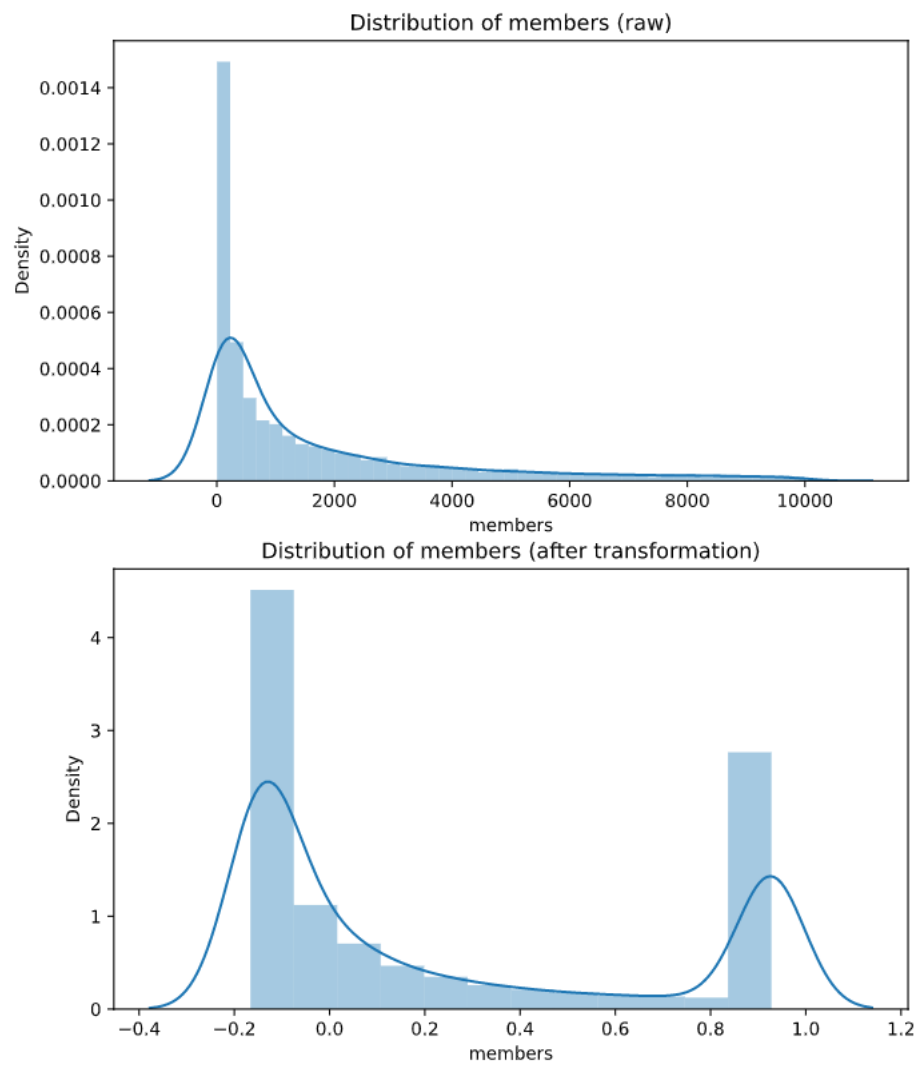 Distribution of members (raw)
0.0014
0.0012
0.0010
0.0008
0.0006
0.0004
0.0002
0.0000
Density
0 2000 4000 6000 8000 10000
members
Distribution of members (after transformation)
4
3
2
1
0
Density
−0.4 −0.2 0.0 0.2 0.4 0.6 0.8 1.0 1.2
members